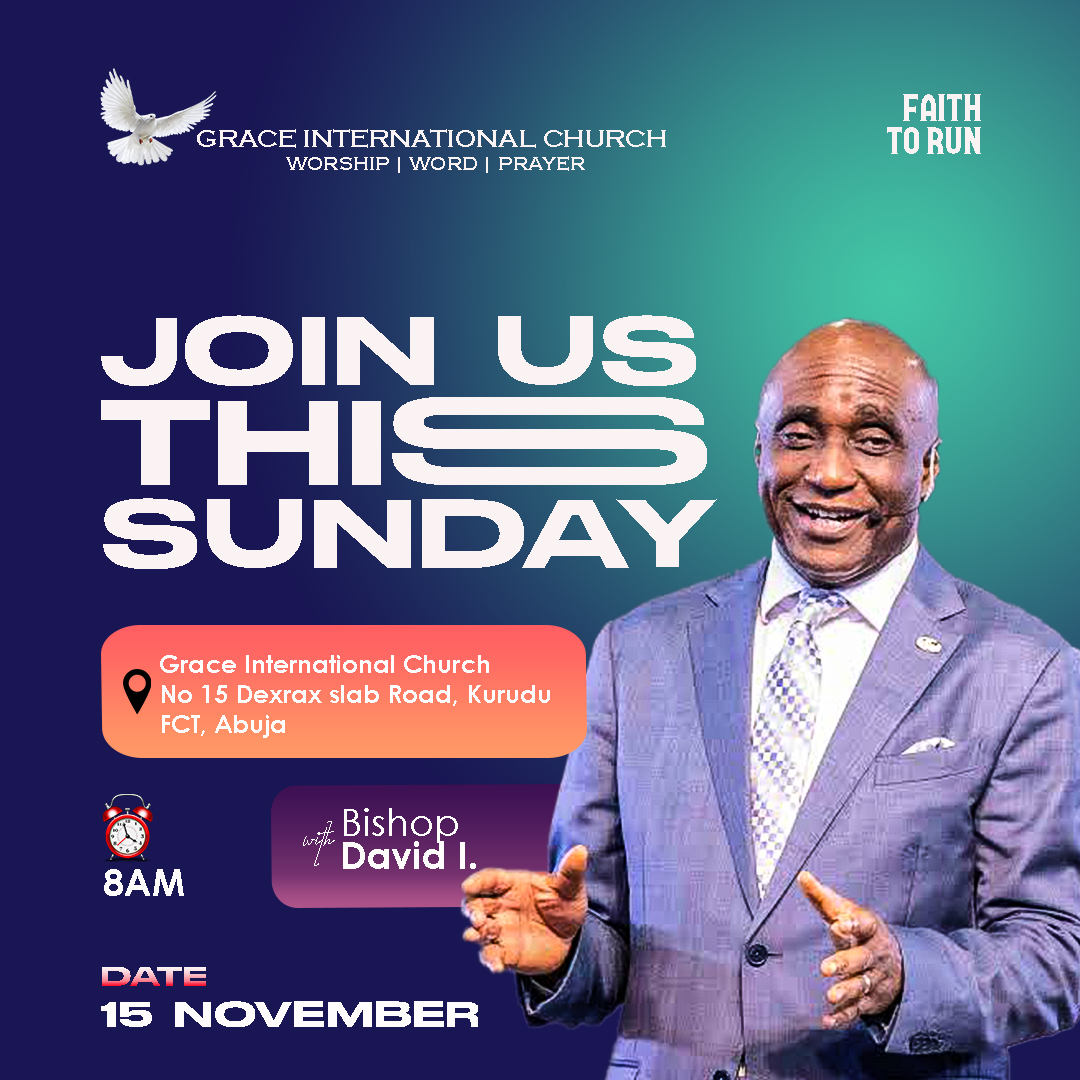 GRACE INTERNATIONAL CHURCH
WORSHIP | WORD | PRAYER
FAITH
TO RUN
JOIN US
THIS
SUNDAY
Grace International Church
No 15 Dexrax slab Road, Kurudu
FCT, Abuja
8AM
with
Bishop
David I.
DATE
15 NOVEMBER